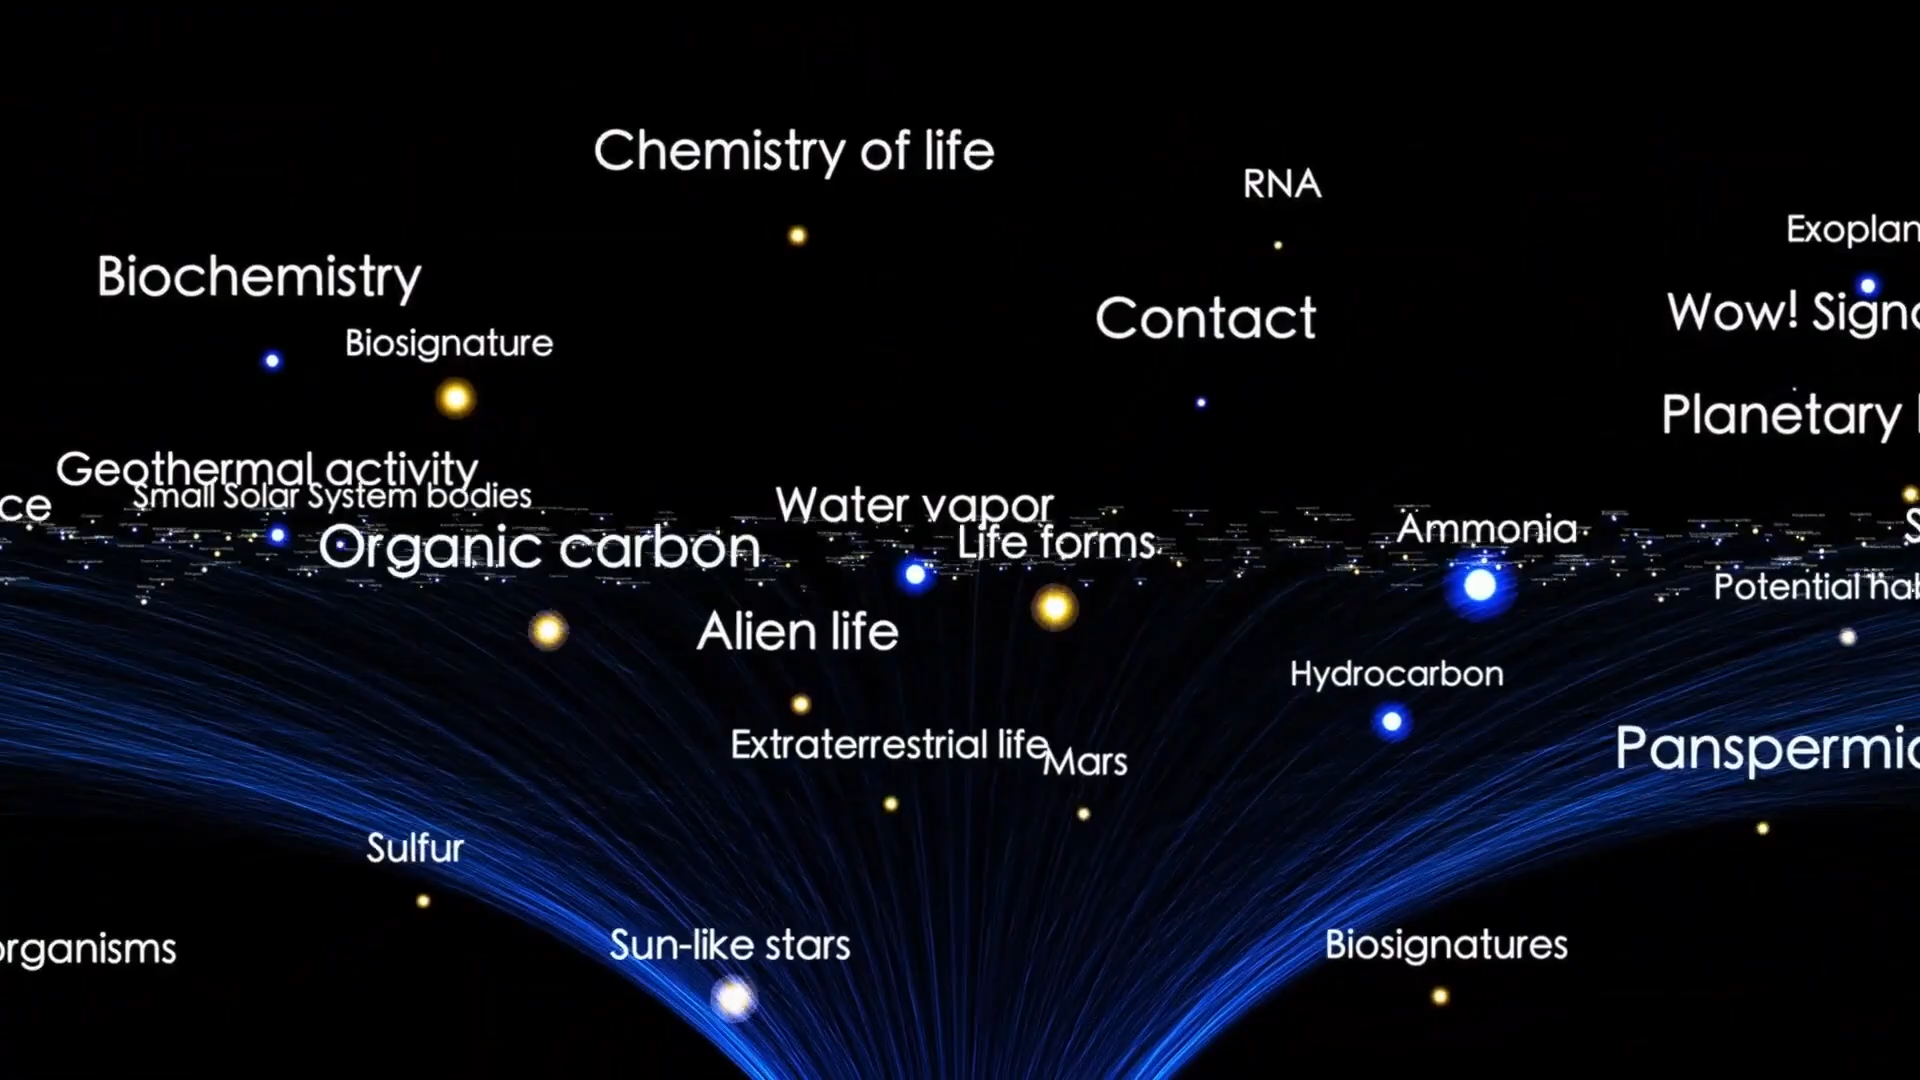 Chemistry of life
RNA
Exoplan
Biochemistry
Wow! Signa
Contact
Biosignature
Planetary
Geothermal activity
Small Solar System bodies
ce
Water vapor
Ammonia
Life forms
Organic carbon
Potential hab
Alien life
Hydrocarbon
Extraterrestrial life
Mars
Panspermia
Sulfur
Sun-like stars
Biosignatures
organisms